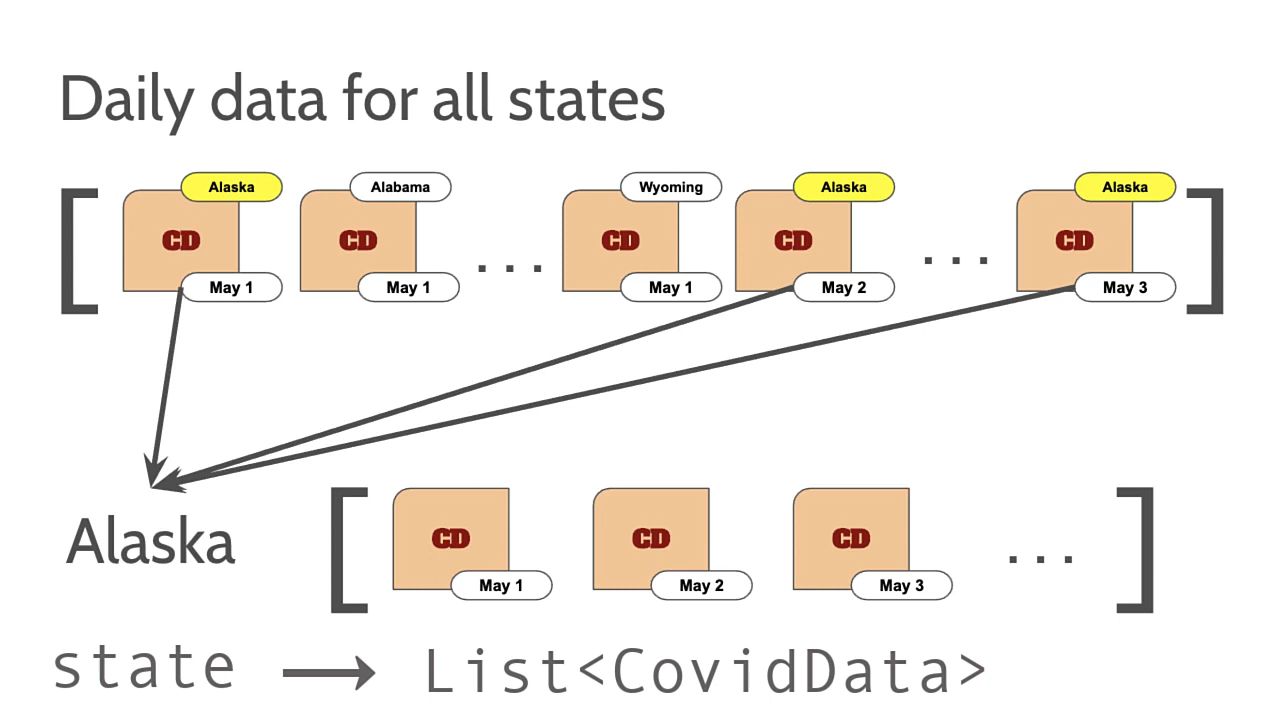 Daily data for all states
[ Alaska Alabama Wyoming Alaska Alaska ]
CD CD ... CD CD ... CD
May 1 May 1 May 1 May 2 May 3
Alaska [ CD CD CD ... ]
May 1 May 2 May 3
state → List<CovidData>